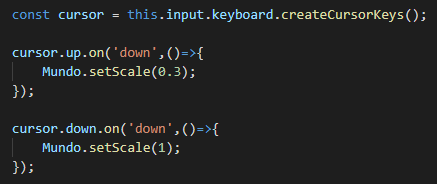 const cursor = this.input.keyboard.createCursorKeys();
cursor.up.on('down',()=>{
    Mundo.setScale(0.3);
});
cursor.down.on('down',()=>{
    Mundo.setScale(1);
});